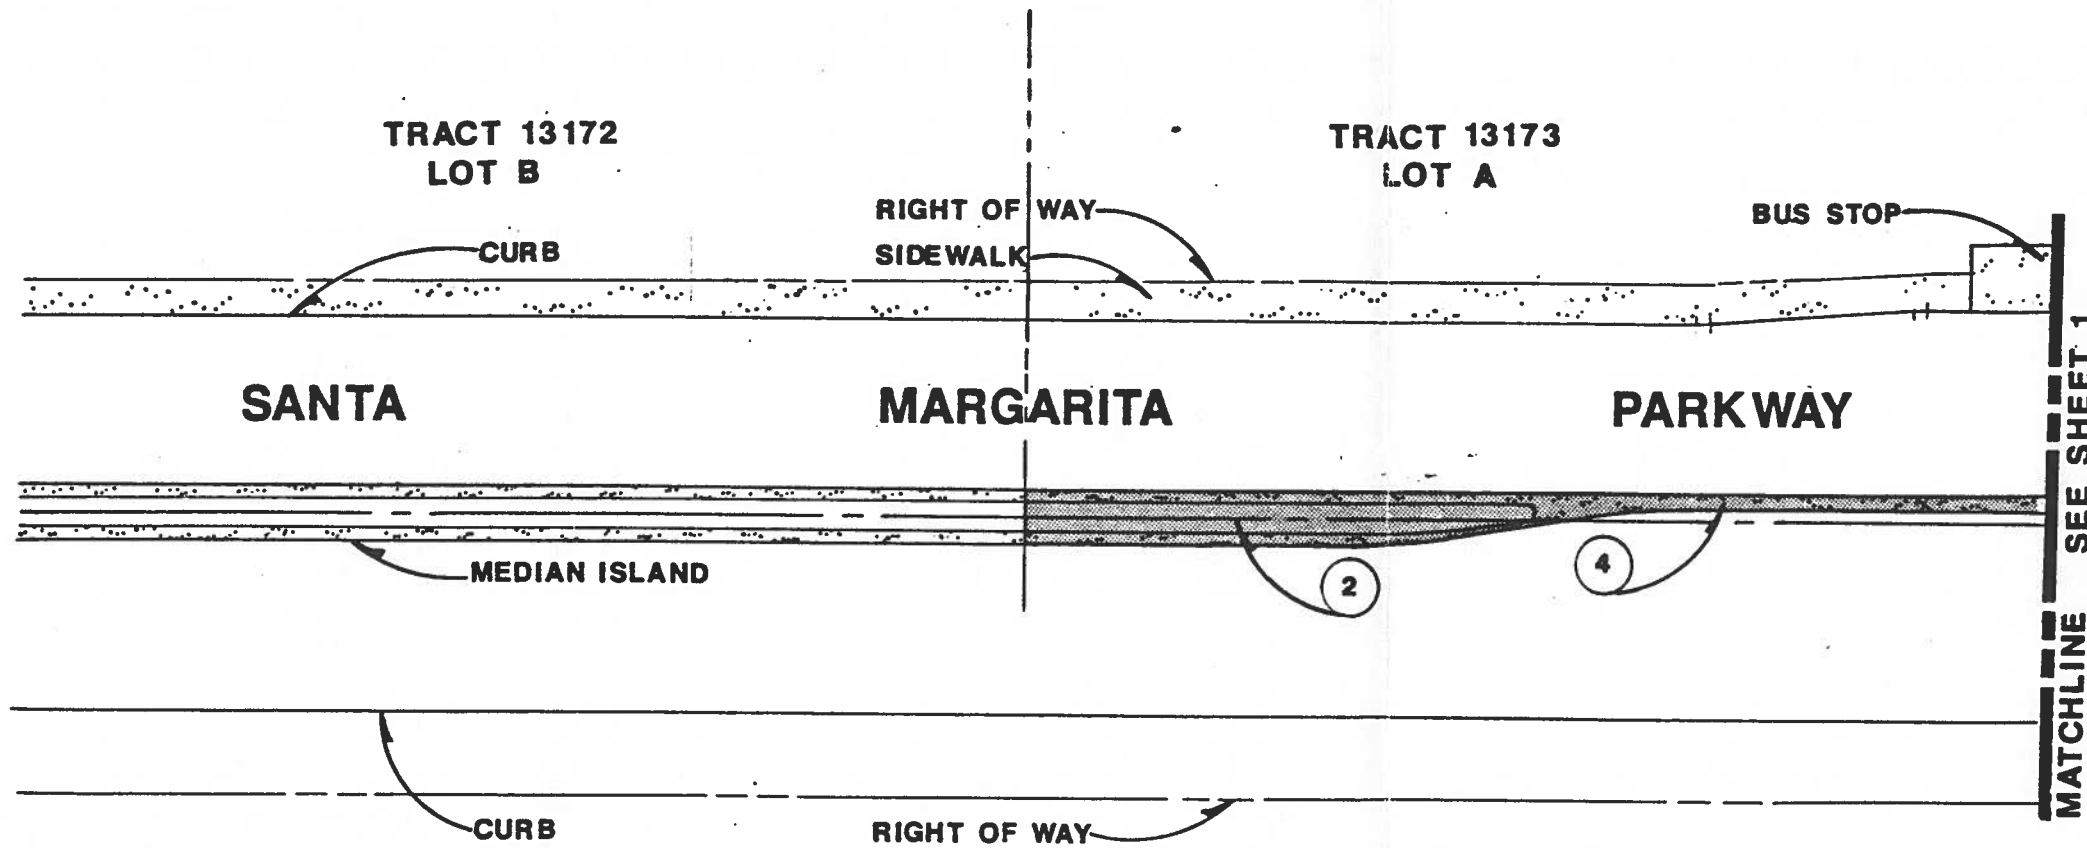 TRACT 13172
LOT B
TRACT 13173
LOT A
RIGHT OF WAY
BUS STOP
CURB
SIDEWALK
SANTA MARGARITA PARKWAY
MEDIAN ISLAND
2
4
CURB
RIGHT OF WAY
MATCHLINE SEE SHEET 1